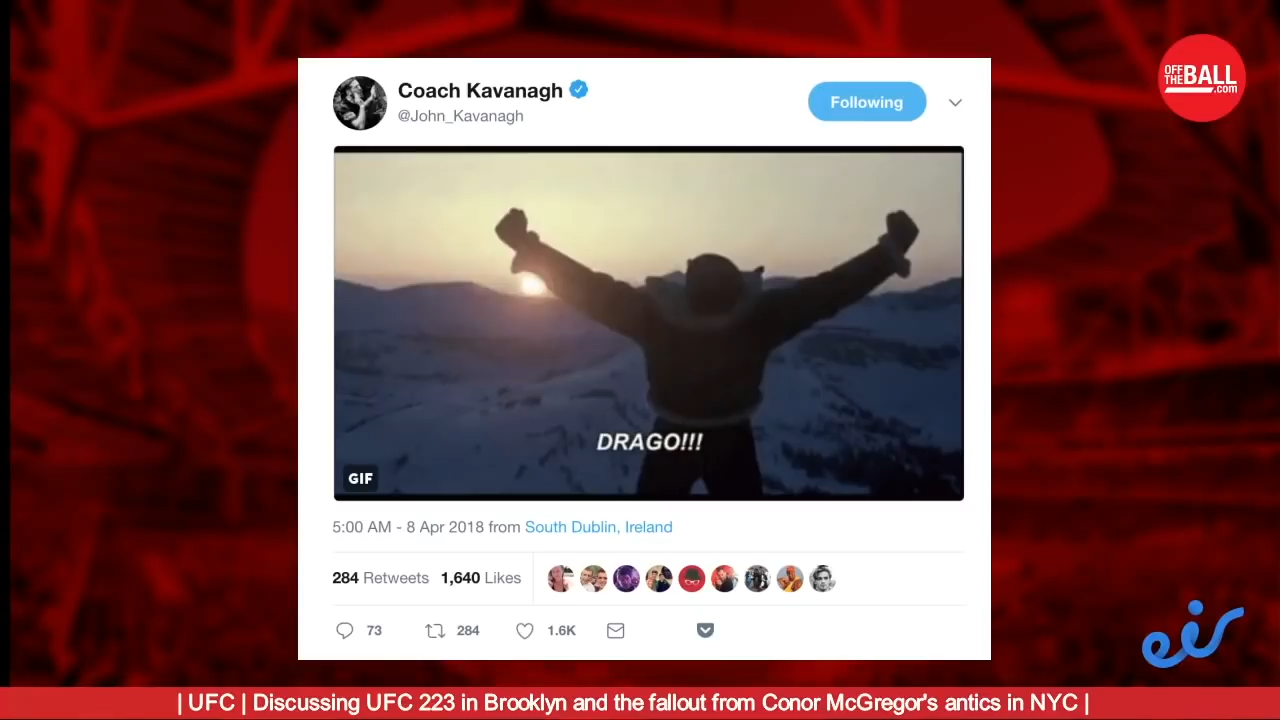 Coach Kavanagh
@John_Kavanagh
Following
OFF THE BALL.com
DRAGO!!!
GIF
5:00 AM - 8 Apr 2018 from South Dublin, Ireland
284 Retweets 1,640 Likes
73 284 1.6K
eir
| UFC | Discussing UFC 223 in Brooklyn and the fallout from Conor McGregor's antics in NYC |